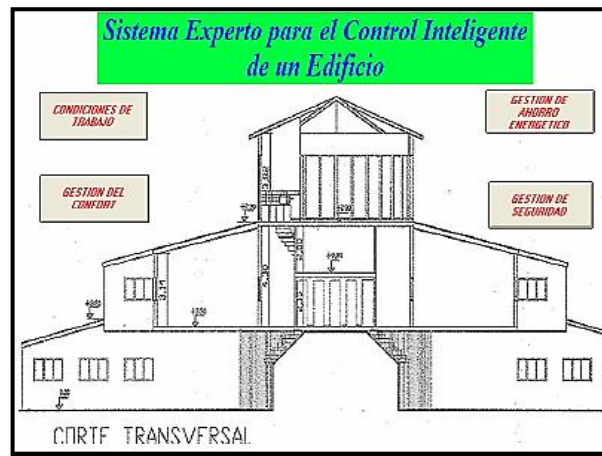 Sistema Experto para el Control Inteligente
de un Edificio
CONDICIONES DE
TRABAJO
GESTION DE
AHORRO
ENERGETICO
GESTION DEL
CONFORT
GESTION DE
SEGURIDAD
CORTE TRANSVERSAL